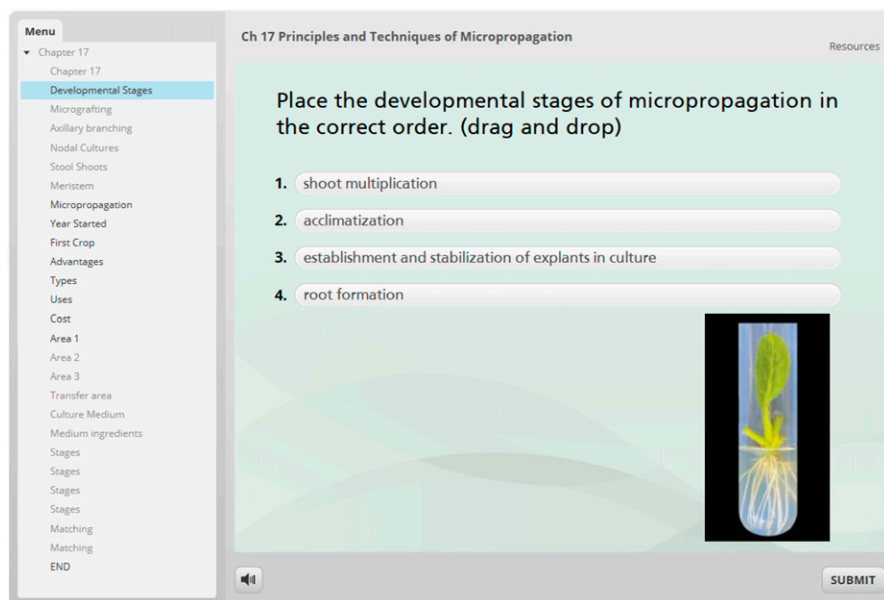 Menu
Chapter 17
Chapter 17
Developmental Stages
Micrografting
Axillary branching
Nodal Cultures
Stool Shoots
Meristem
Micropropagation
Year Started
First Crop
Advantages
Types
Uses
Cost
Area 1
Area 2
Area 3
Transfer area
Culture Medium
Medium ingredients
Stages
Stages
Stages
Stages
Matching
Matching
END
Ch 17 Principles and Techniques of Micropropagation
Resources
Place the developmental stages of micropropagation in
the correct order. (drag and drop)
1. shoot multiplication
2. acclimatization
3. establishment and stabilization of explants in culture
4. root formation
SUBMIT